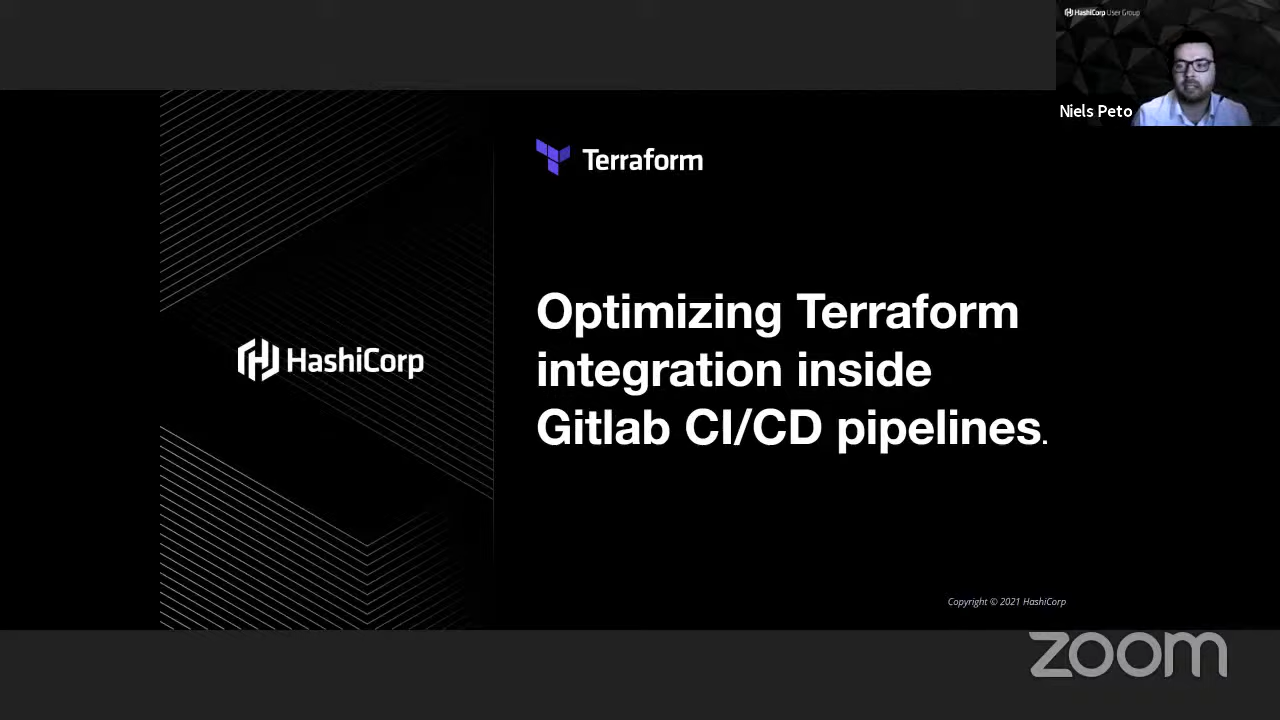 HashiCorp User Group
Niels Peto
Terraform
HashiCorp
Optimizing Terraform
integration inside
Gitlab CI/CD pipelines.
Copyright © 2021 HashiCorp
zoom